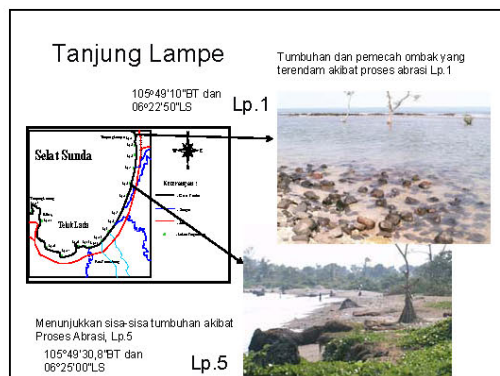 Tanjung Lampe
Tumbuhan dan pemecah ombak yang
terendam akibat proses abrasi Lp.1
105º49'10"BT dan
06º22'50"LS
Lp.1
Selat Sunda
Teluk Lada
Keterangan :
Menunjukkan sisa-sisa tumbuhan akibat
Proses Abrasi, Lp.5
105º49'30,8"BT dan
06º25'00"LS
Lp.5